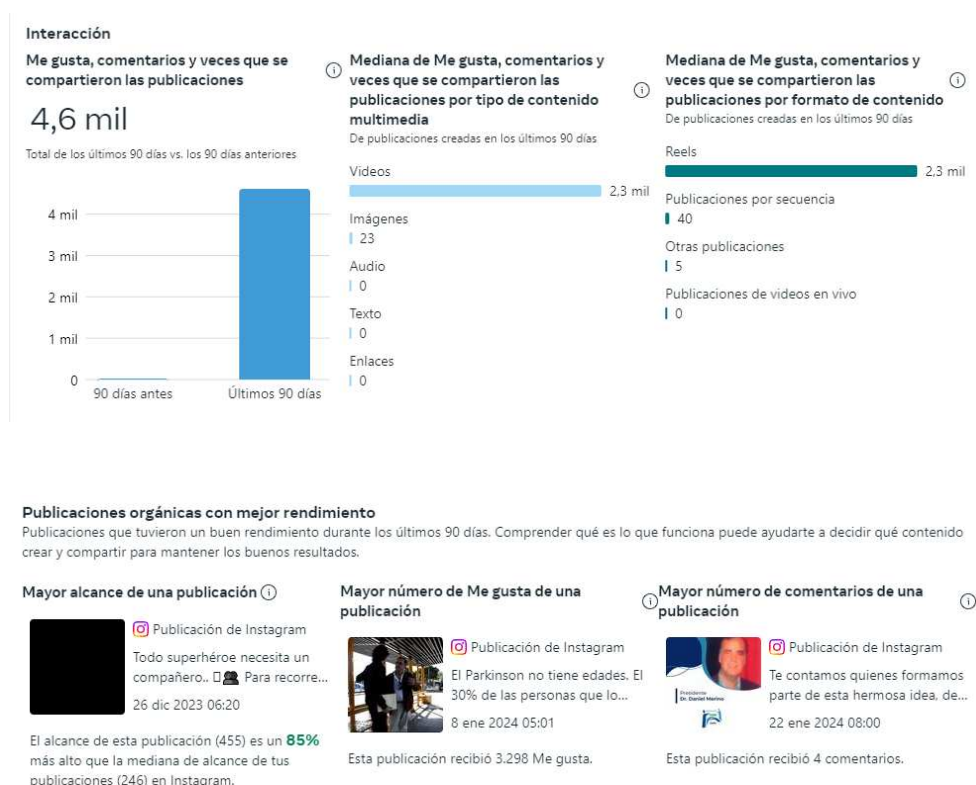 Interacción
Me gusta, comentarios y veces que se
compartieron las publicaciones
4,6 mil
Total de los últimos 90 días vs. los 90 días anteriores
4 mil
3 mil
2 mil
1 mil
0
90 días antes
Últimos 90 días
Mediana de Me gusta, comentarios y
veces que se compartieron las
publicaciones por tipo de contenido
multimedia
De publicaciones creadas en los últimos 90 días
Videos
2,3 mil
Imágenes
23
Audio
0
Texto
0
Enlaces
0
Mediana de Me gusta, comentarios y
veces que se compartieron las
publicaciones por formato de contenido
De publicaciones creadas en los últimos 90 días
Reels
2,3 mil
Publicaciones por secuencia
40
Otras publicaciones
5
Publicaciones de videos en vivo
0
Publicaciones orgánicas con mejor rendimiento
Publicaciones que tuvieron un buen rendimiento durante los últimos 90 días. Comprender qué es lo que funciona puede ayudarte a decidir qué contenido
crear y compartir para mantener los buenos resultados.
Mayor alcance de una publicación
Publicación de Instagram
Todo superhéroe necesita un
compañero.. Para recorre...
26 dic 2023 06:20
El alcance de esta publicación (455) es un 85%
más alto que la mediana de alcance de tus
publicaciones (246) en Instagram.
Mayor número de Me gusta de una
publicación
Publicación de Instagram
El Parkinson no tiene edades. El
30% de las personas que lo...
8 ene 2024 05:01
Esta publicación recibió 3.298 Me gusta.
Mayor número de comentarios de una
publicación
Presidente
Dr. Daniel Merino
Publicación de Instagram
Te contamos quienes formamos
parte de esta hermosa idea, de...
22 ene 2024 08:00
Esta publicación recibió 4 comentarios.